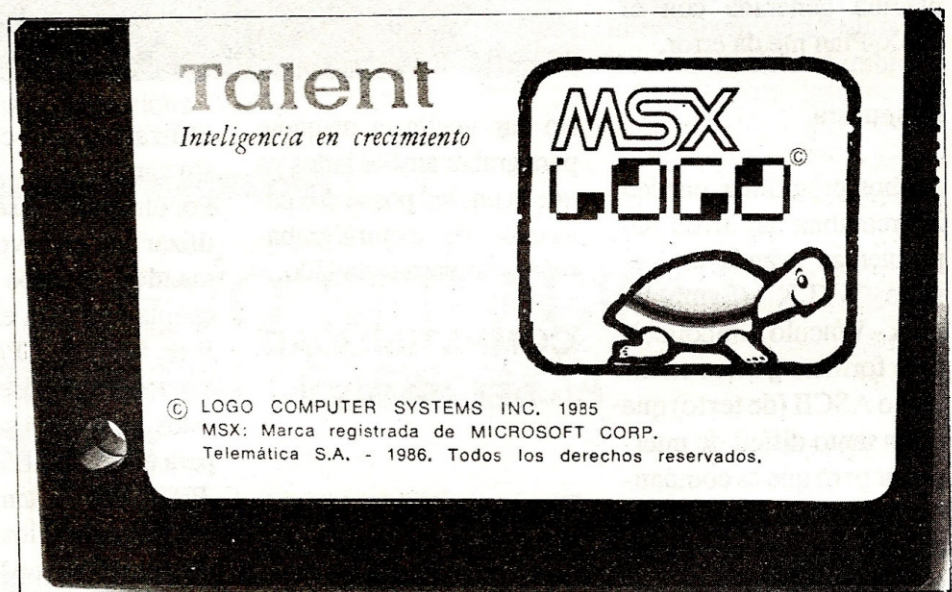 Talent
Inteligencia en crecimiento
MSX
LOGO ©
© LOGO COMPUTER SYSTEMS INC. 1985
MSX: Marca registrada de MICROSOFT CORP.
Telemática S.A. - 1986. Todos los derechos reservados.